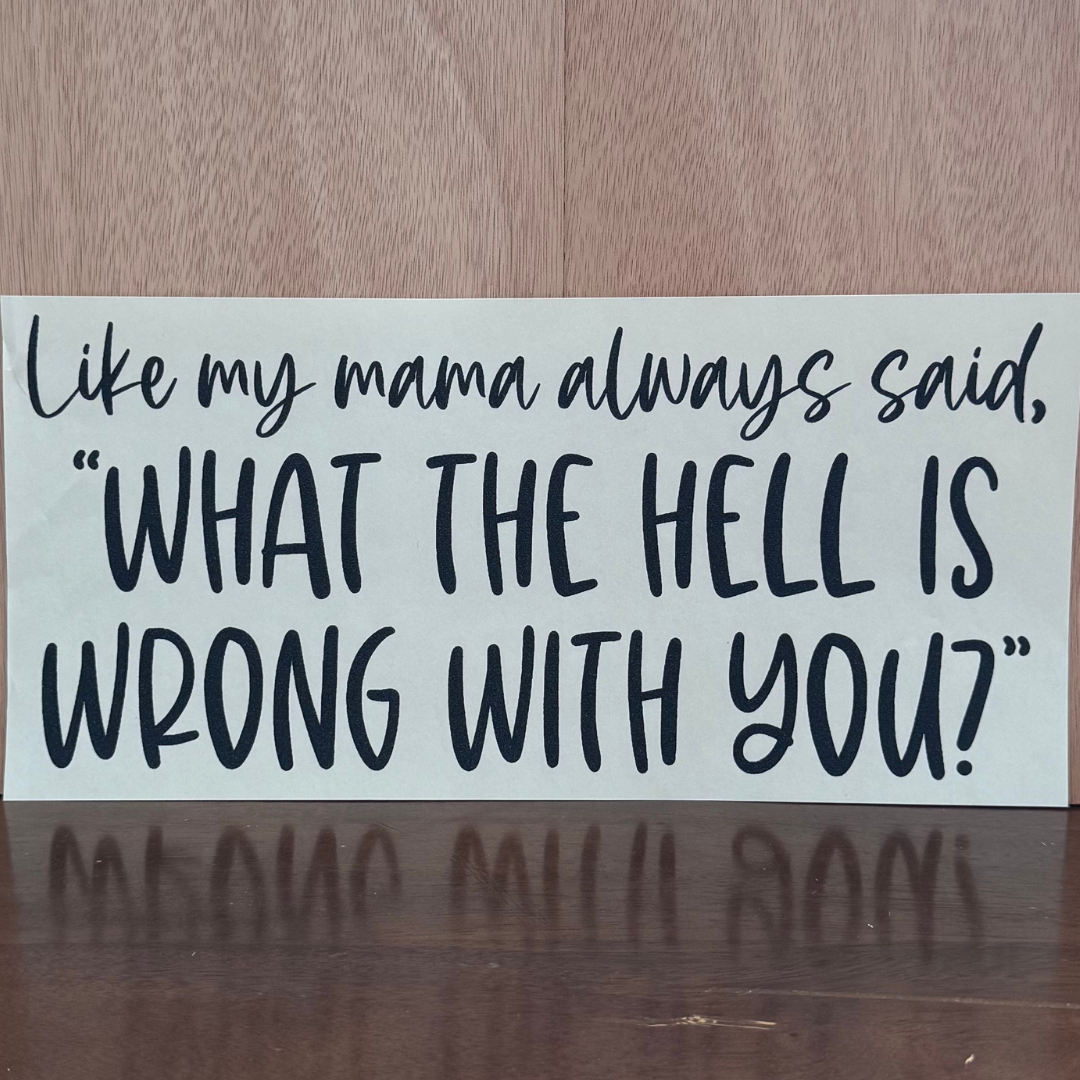 Like my mama always said,
“WHAT THE HELL IS
WRONG WITH YOU?”